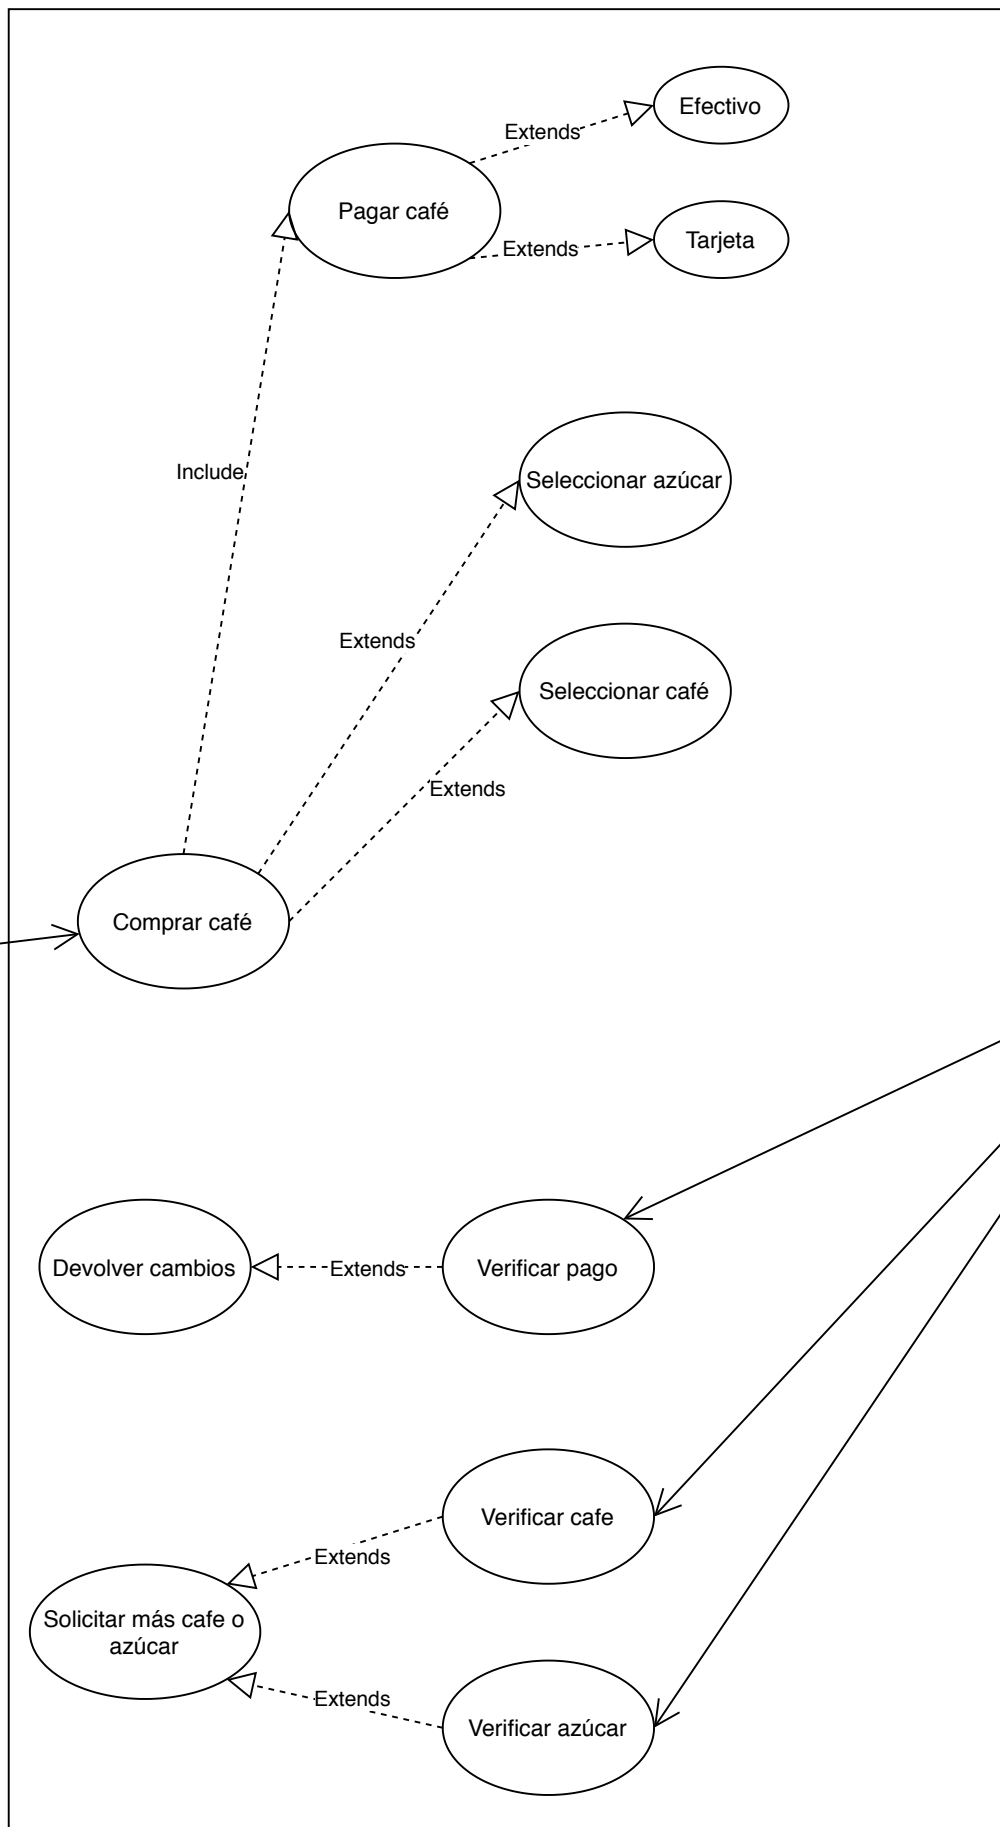 Efectivo
Extends
Pagar café
Tarjeta
Extends
Include
Seleccionar azúcar
Extends
Seleccionar café
Extends
Comprar café
Devolver cambios
Extends
Verificar pago
Verificar cafe
Extends
Solicitar más cafe o
azúcar
Extends
Verificar azúcar